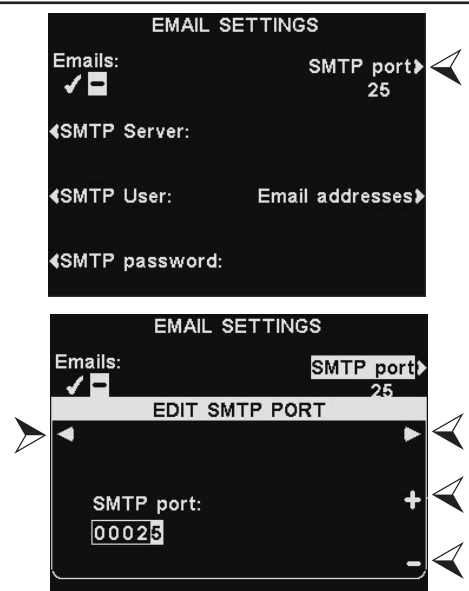 EMAIL SETTINGS
Emails: SMTP port
25
SMTP Server:
SMTP User: Email addresses
SMTP password:
EMAIL SETTINGS
Emails: SMTP port
25
EDIT SMTP PORT
+
SMTP port:
00025
-